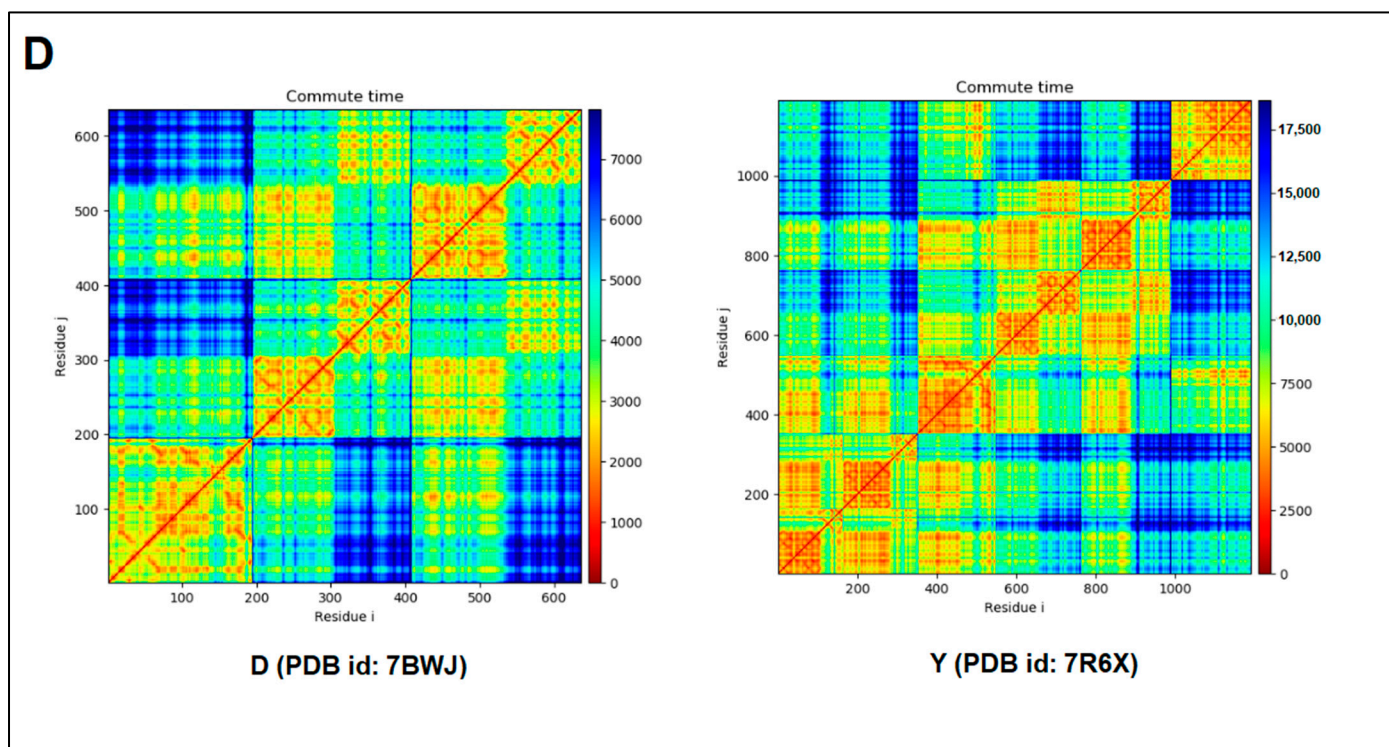 D
Commute time
Residue j
600
500
400
300
200
100
100 200 300 400 500 600
Residue i
7000
6000
5000
4000
3000
2000
1000
0
D (PDB id: 7BWJ)
Commute time
Residue j
1000
800
600
400
200
200 400 600 800 1000
Residue i
17,500
15,000
12,500
10,000
7500
5000
2500
0
Y (PDB id: 7R6X)